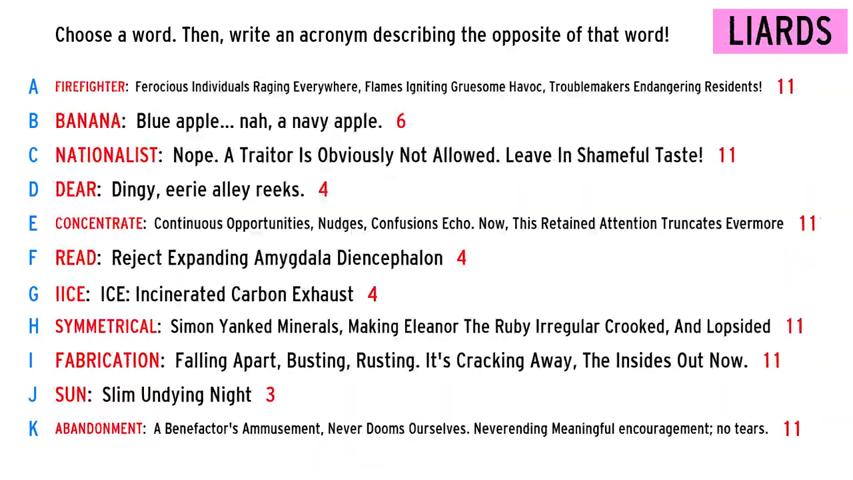 Choose a word. Then, write an acronym describing the opposite of that word!
LIARDS
A FIREFIGHTER: Ferocious Individuals Raging Everywhere, Flames Igniting Gruesome Havoc, Troublemakers Endangering Residents! 11
B BANANA: Blue apple... nah, a navy apple. 6
C NATIONALIST: Nope. A Traitor Is Obviously Not Allowed. Leave In Shameful Taste! 11
D DEAR: Dingy, eerie alley reeks. 4
E CONCENTRATE: Continuous Opportunities, Nudges, Confusions Echo. Now, This Retained Attention Truncates Evermore 11
F READ: Reject Expanding Amygdala Diencephalon 4
G IICE: ICE: Incinerated Carbon Exhaust 4
H SYMMETRICAL: Simon Yanked Minerals, Making Eleanor The Ruby Irregular Crooked, And Lopsided 11
I FABRICATION: Falling Apart, Busting, Rusting. It's Cracking Away, The Insides Out Now. 11
J SUN: Slim Undying Night 3
K ABANDONMENT: A Benefactor's Ammusement, Never Dooms Ourselves. Neverending Meaningful encouragement; no tears. 11